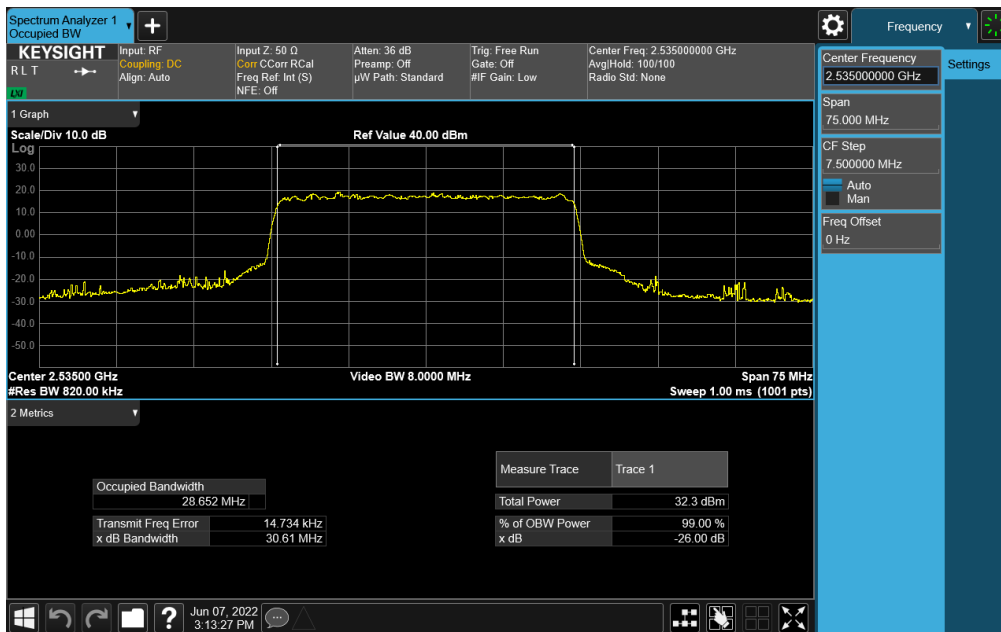 Spectrum Analyzer 1
Occupied BW
Frequency
KEYSIGHT
R L T
LXI
Input: RF
Coupling: DC
Align: Auto
Input Z: 50 Ω
Corr CCorr RCal
Freq Ref: Int (S)
NFE: Off
Atten: 36 dB
Preamp: Off
µW Path: Standard
Trig: Free Run
Gate: Off
#IF Gain: Low
Center Freq: 2.535000000 GHz
Avg|Hold: 100/100
Radio Std: None
Center Frequency
2.535000000 GHz
Settings
Span
75.000 MHz
CF Step
7.500000 MHz
Auto
Man
Freq Offset
0 Hz
1 Graph
Scale/Div 10.0 dB
Ref Value 40.00 dBm
Log
30.0
20.0
10.0
0.00
-10.0
-20.0
-30.0
-40.0
-50.0
Center 2.53500 GHz
Video BW 8.0000 MHz
Span 75 MHz
#Res BW 820.00 kHz
Sweep 1.00 ms (1001 pts)
2 Metrics
Occupied Bandwidth
28.652 MHz
Transmit Freq Error 14.734 kHz
x dB Bandwidth 30.61 MHz
Measure Trace Trace 1
Total Power 32.3 dBm
% of OBW Power 99.00 %
x dB -26.00 dB
?
Jun 07, 2022
3:13:27 PM